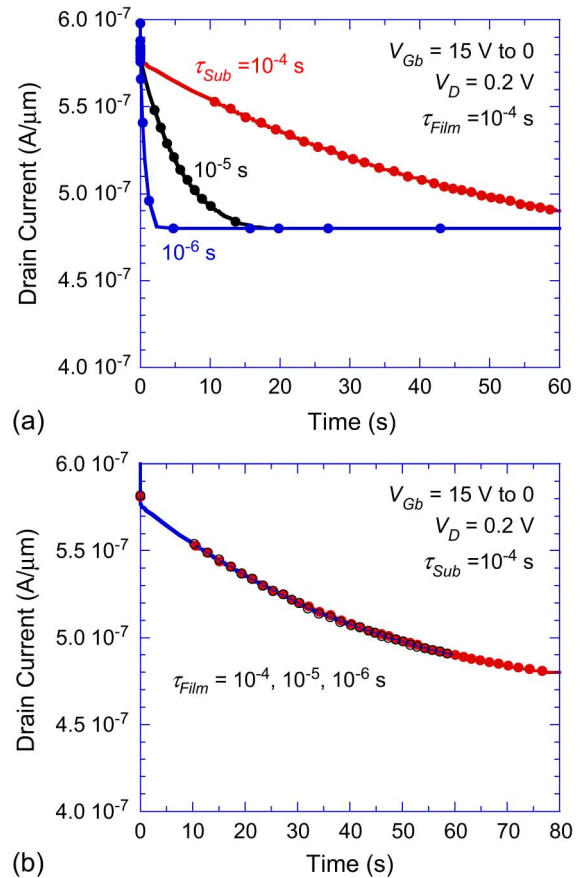 6.0 10⁻⁷
5.5 10⁻⁷
5.0 10⁻⁷
4.5 10⁻⁷
4.0 10⁻⁷
Drain Current (A/μm)
τSub=10⁻⁴ s
10⁻⁵ s
10⁻⁶ s
VGb = 15 V to 0
VD = 0.2 V
τFilm=10⁻⁴ s
0 10 20 30 40 50 60
Time (s)
(a)
6.0 10⁻⁷
5.5 10⁻⁷
5.0 10⁻⁷
4.5 10⁻⁷
4.0 10⁻⁷
Drain Current (A/μm)
VGb = 15 V to 0
VD = 0.2 V
τSub=10⁻⁴ s
τFilm = 10⁻⁴, 10⁻⁵, 10⁻⁶ s
0 10 20 30 40 50 60 70 80
Time (s)
(b)